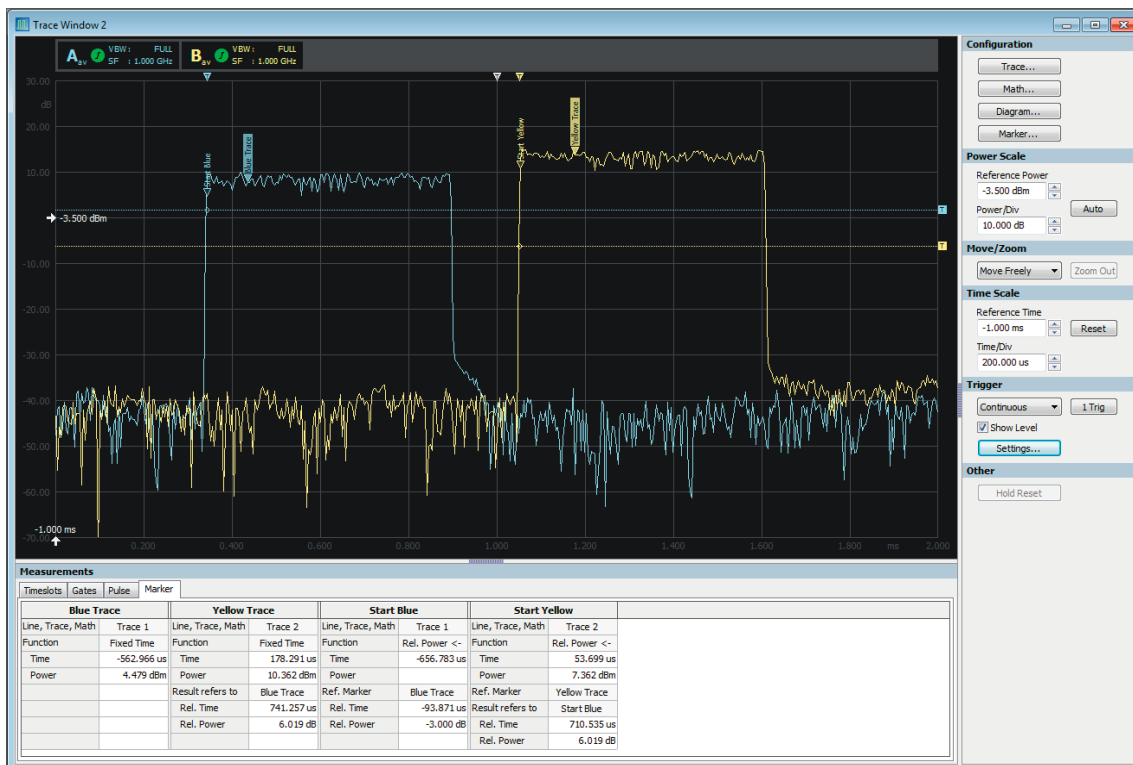 Trace Window 2
A av VBW : FULL
SF : 1.000 GHz
B av VBW : FULL
SF : 1.000 GHz
30.00
dB
20.00
10.00
-3.500 dBm
-10.00
-20.00
-30.00
-40.00
-50.00
-60.00
-70.00
-1.000 ms
Start Blue
Blue Trace
Start Yellow
Yellow Trace
T
T
0.200 0.400 0.600 0.800 1.000 1.200 1.400 1.600 1.800 ms 2.000
Configuration
Trace...
Math...
Diagram...
Marker...
Power Scale
Reference Power
-3.500 dBm
Power/Div
10.000 dB
Auto
Move/Zoom
Move Freely Zoom Out
Time Scale
Reference Time
-1.000 ms Reset
Time/Div
200.000 us
Trigger
Continuous 1 Trig
Show Level
Settings...
Other
Hold Reset
Measurements
Timeslots Gates Pulse Marker
Blue Trace Yellow Trace Start Blue Start Yellow
Line, Trace, Math Trace 1 Line, Trace, Math Trace 2 Line, Trace, Math Trace 1 Line, Trace, Math Trace 2
Function Fixed Time Function Fixed Time Function Rel. Power <- Function Rel. Power <-
Time -562.966 us Time 178.291 us Time -656.783 us Time 53.699 us
Power 4.479 dBm Power 10.362 dBm Power Power 7.362 dBm
Result refers to Blue Trace Ref. Marker Blue Trace Ref. Marker Yellow Trace
Rel. Time 741.257 us Rel. Time -93.871 us Result refers to Start Blue
Rel. Power 6.019 dB Rel. Power -3.000 dB Rel. Time 710.535 us
Rel. Power 6.019 dB